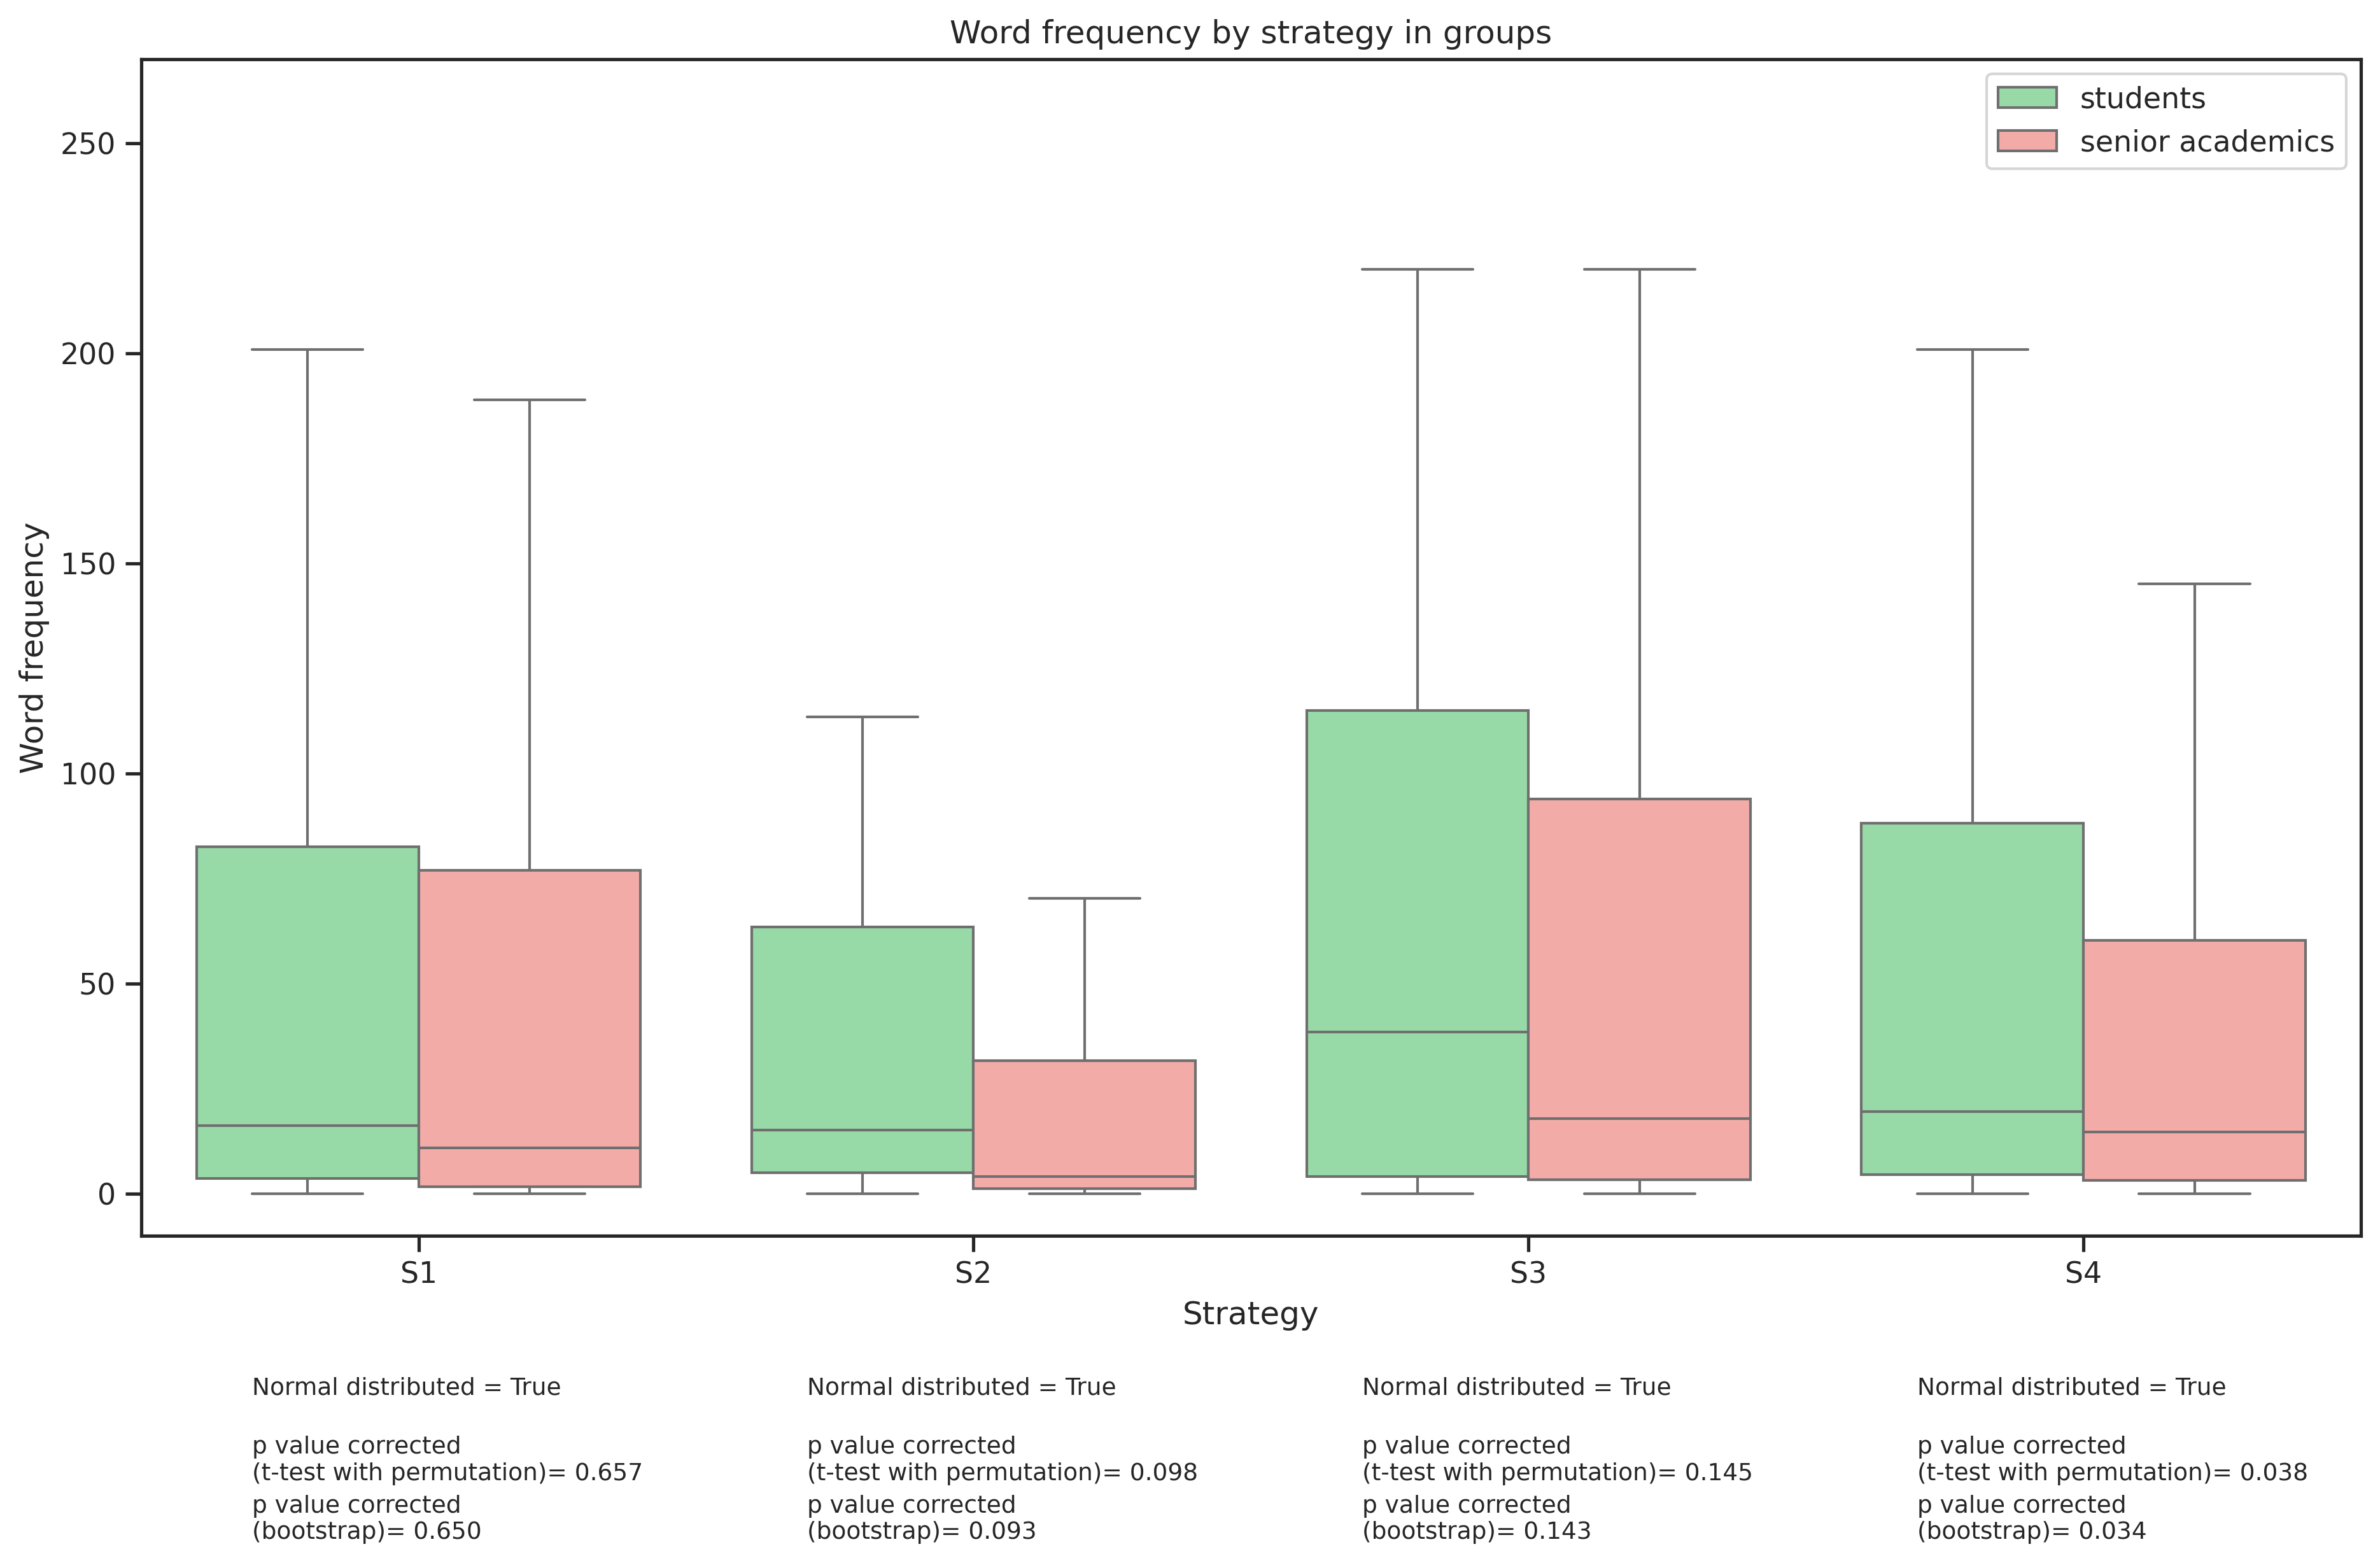 Word frequency by strategy in groups
students
senior academics
Word frequency
250
200
150
100
50
0
S1 S2 S3 S4
Strategy
Normal distributed = True
p value corrected
(t-test with permutation)= 0.657
p value corrected
(bootstrap)= 0.650
Normal distributed = True
p value corrected
(t-test with permutation)= 0.098
p value corrected
(bootstrap)= 0.093
Normal distributed = True
p value corrected
(t-test with permutation)= 0.145
p value corrected
(bootstrap)= 0.143
Normal distributed = True
p value corrected
(t-test with permutation)= 0.038
p value corrected
(bootstrap)= 0.034